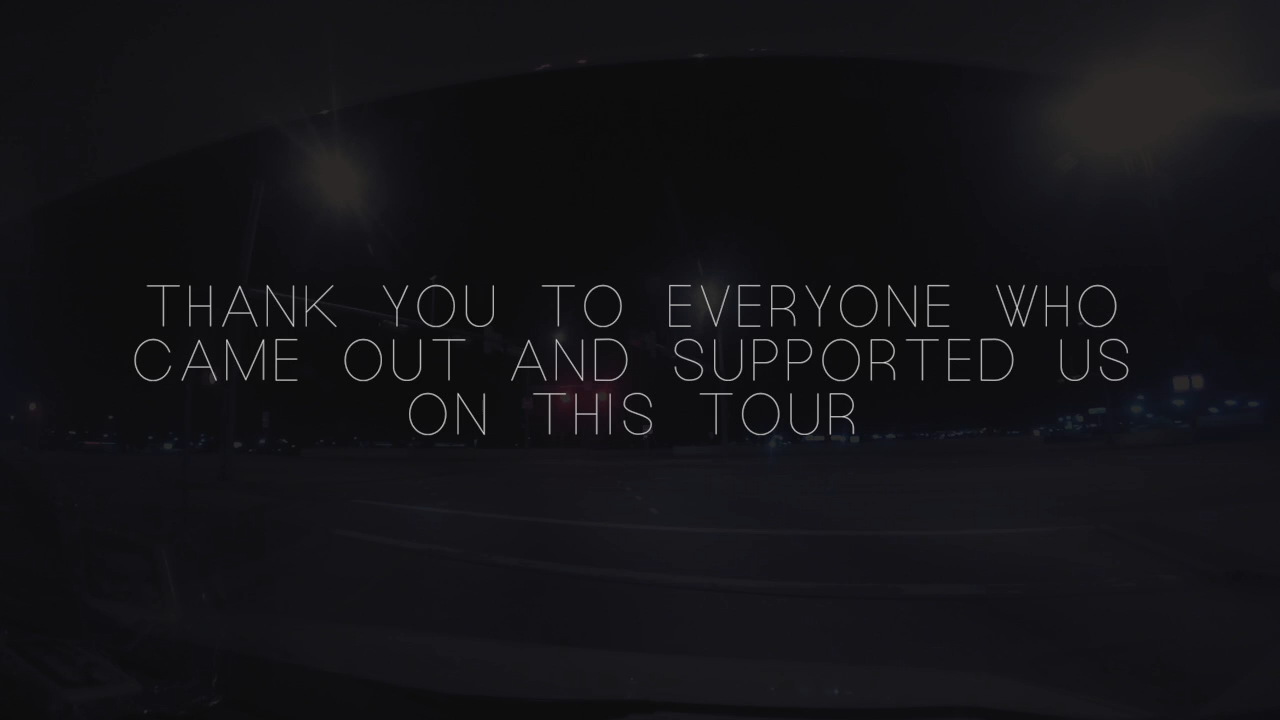 THANK YOU TO EVERYONE WHO
CAME OUT AND SUPPORTED US
ON THIS TOUR